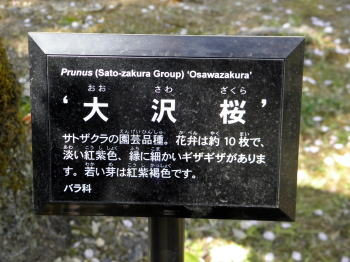 Prunus (Sato-zakura Group) 'Osawazakura'
おお さわ ざくら
‘大 沢 桜’
えんげいひんしゅ か べん やく まい
サトザクラの園芸品種。花弁は約10枚で、
あわ こう し しょく ふち こま
淡い紅紫色、縁に細かいギザギザがありま
わか め こう し かっしょく
す。若い芽は紅紫褐色です。
バラ科